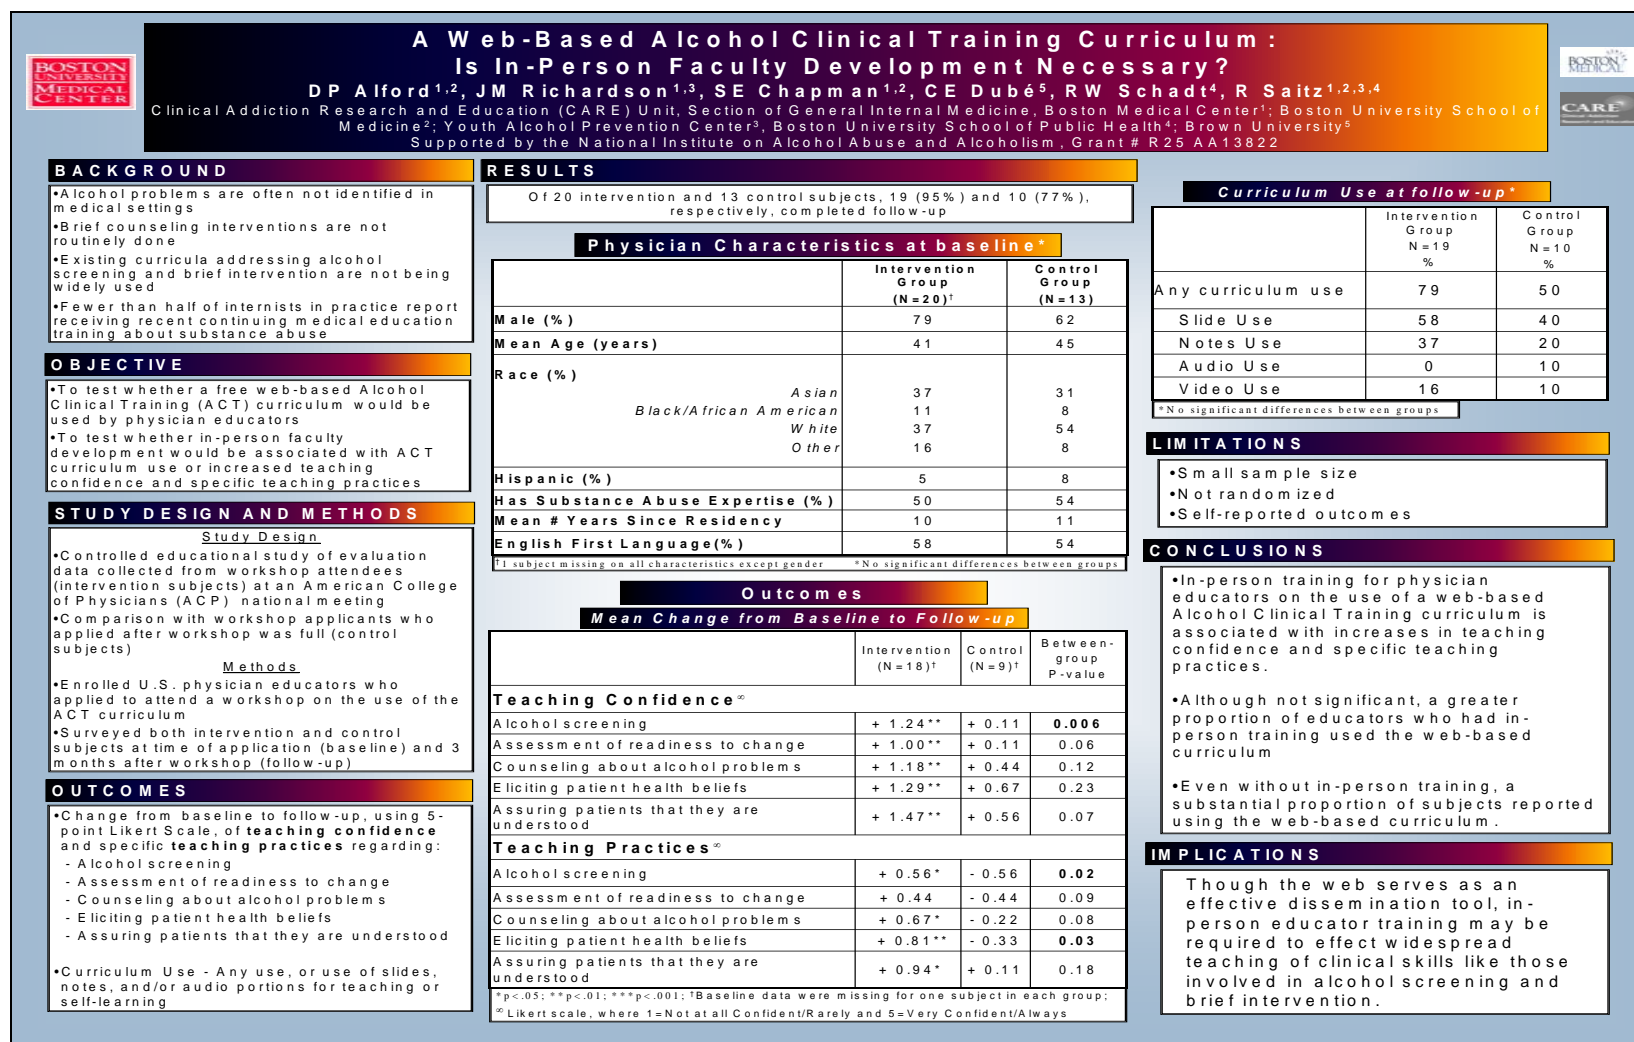 A Web-Based Alcohol Clinical Training Curriculum:
Is In-Person Faculty Development Necessary?
DP Alford1,2, JM Richardson1,3, SE Chapman1,2, CE Dubé5, RW Schadt4, R Saitz1,2,3,4
Clinical Addiction Research and Education (CARE) Unit, Section of General Internal Medicine, Boston Medical Center1; Boston University School of
Medicine2; Youth Alcohol Prevention Center3, Boston University School of Public Health4; Brown University5
Supported by the National Institute on Alcohol Abuse and Alcoholism, Grant # R25 AA13822
BOSTON
UNIVERSITY
MEDICAL
CENTER
BOSTON
MEDICAL
CARE
BACKGROUND
•Alcohol problems are often not identified in
medical settings
•Brief counseling interventions are not
routinely done
•Existing curricula addressing alcohol
screening and brief intervention are not being
widely used
•Fewer than half of internists in practice report
receiving recent continuing medical education
training about substance abuse
OBJECTIVE
•To test whether a free web-based Alcohol
Clinical Training (ACT) curriculum would be
used by physician educators
•To test whether in-person faculty
development would be associated with ACT
curriculum use or increased teaching
confidence and specific teaching practices
STUDY DESIGN AND METHODS
Study Design
•Controlled educational study of evaluation
data collected from workshop attendees
(intervention subjects) at an American College
of Physicians (ACP) national meeting
•Comparison with workshop applicants who
applied after workshop was full (control
subjects)
Methods
•Enrolled U.S. physician educators who
applied to attend a workshop on the use of the
ACT curriculum
•Surveyed both intervention and control
subjects at time of application (baseline) and 3
months after workshop (follow-up)
OUTCOMES
•Change from baseline to follow-up, using 5-
point Likert Scale, of teaching confidence
and specific teaching practices regarding:
- Alcohol screening
- Assessment of readiness to change
- Counseling about alcohol problems
- Eliciting patient health beliefs
- Assuring patients that they are understood
•Curriculum Use - Any use, or use of slides,
notes, and/or audio portions for teaching or
self-learning
RESULTS
Of 20 intervention and 13 control subjects, 19 (95%) and 10 (77%),
respectively, completed follow-up
Physician Characteristics at baseline*
Intervention Group (N=20)† Control Group (N=13)
Male (%) 79 62
Mean Age (years) 41 45
Race (%)
Asian 37 31
Black/African American 11 8
White 37 54
Other 16 8
Hispanic (%) 5 8
Has Substance Abuse Expertise (%) 50 54
Mean # Years Since Residency 10 11
English First Language(%) 58 54
†1 subject missing on all characteristics except gender *No significant differences between groups
Outcomes
Mean Change from Baseline to Follow-up
Intervention (N=18)† Control (N=9)† Between-group P-value
Teaching Confidence∞
Alcohol screening + 1.24** + 0.11 0.006
Assessment of readiness to change + 1.00** + 0.11 0.06
Counseling about alcohol problems + 1.18** + 0.44 0.12
Eliciting patient health beliefs + 1.29** + 0.67 0.23
Assuring patients that they are
understood + 1.47** + 0.56 0.07
Teaching Practices∞
Alcohol screening + 0.56* - 0.56 0.02
Assessment of readiness to change + 0.44 - 0.44 0.09
Counseling about alcohol problems + 0.67* - 0.22 0.08
Eliciting patient health beliefs + 0.81** - 0.33 0.03
Assuring patients that they are
understood + 0.94* + 0.11 0.18
*p<.05; **p<.01; ***p<.001; †Baseline data were missing for one subject in each group;
∞ Likert scale, where 1=Not at all Confident/Rarely and 5=Very Confident/Always
Curriculum Use at follow-up*
Intervention Group N=19 % Control Group N=10 %
Any curriculum use 79 50
Slide Use 58 40
Notes Use 37 20
Audio Use 0 10
Video Use 16 10
*No significant differences between groups
LIMITATIONS
•Small sample size
•Not randomized
•Self-reported outcomes
CONCLUSIONS
•In-person training for physician
educators on the use of a web-based
Alcohol Clinical Training curriculum is
associated with increases in teaching
confidence and specific teaching
practices.
•Although not significant, a greater
proportion of educators who had in-
person training used the web-based
curriculum
•Even without in-person training, a
substantial proportion of subjects reported
using the web-based curriculum.
IMPLICATIONS
Though the web serves as an
effective dissemination tool, in-
person educator training may be
required to effect widespread
teaching of clinical skills like those
involved in alcohol screening and
brief intervention.